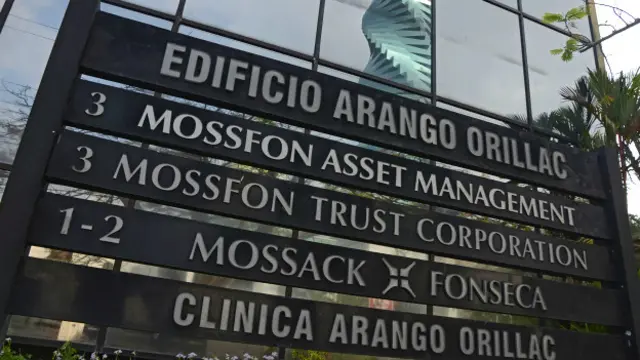 EDIFICIO ARANGO ORILLAC
3 MOSSFON ASSET MANAGEMENT
3 MOSSFON TRUST CORPORATION
1-2 MOSSACK FONSECA
CLINICA ARANGO ORILLAC